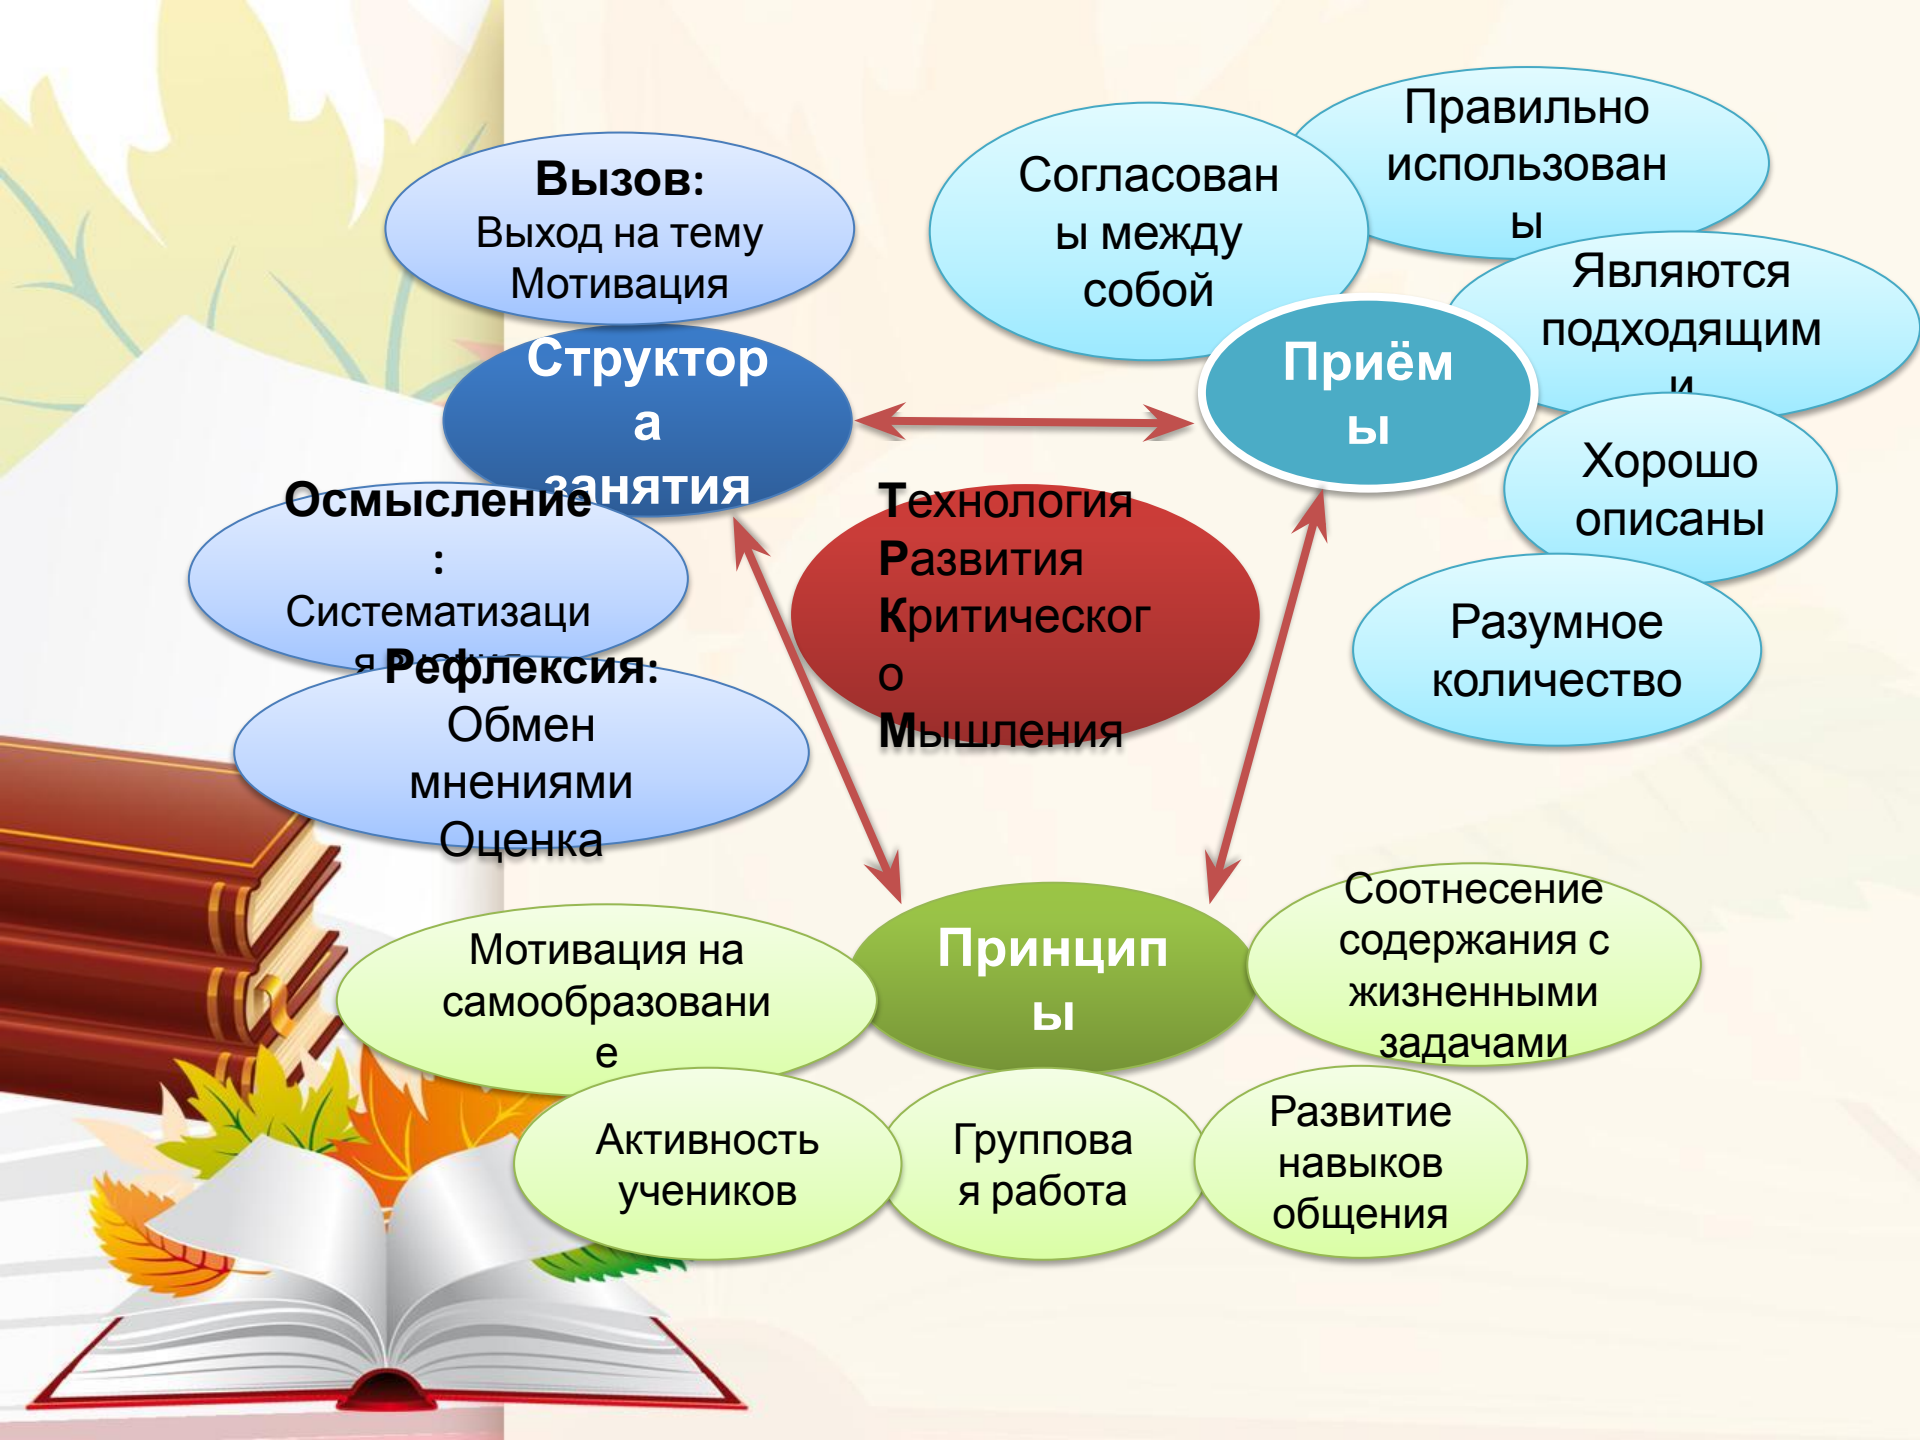 Вызов:
Выход на тему
Мотивация
Структор
а
занятия
Осмысление
:
Систематизаци
я
Рефлексия:
Обмен
мнениями
Оценка
Согласован
ы между
собой
Правильно
использован
ы
Являются
подходящим
и
Приём
ы
Хорошо
описаны
Разумное
количество
Технология
Развития
Критическог
о
Мышления
Принцип
ы
Мотивация на
самообразовани
е
Активность
учеников
Группова
я работа
Развитие
навыков
общения
Соотнесение
содержания с
жизненными
задачами